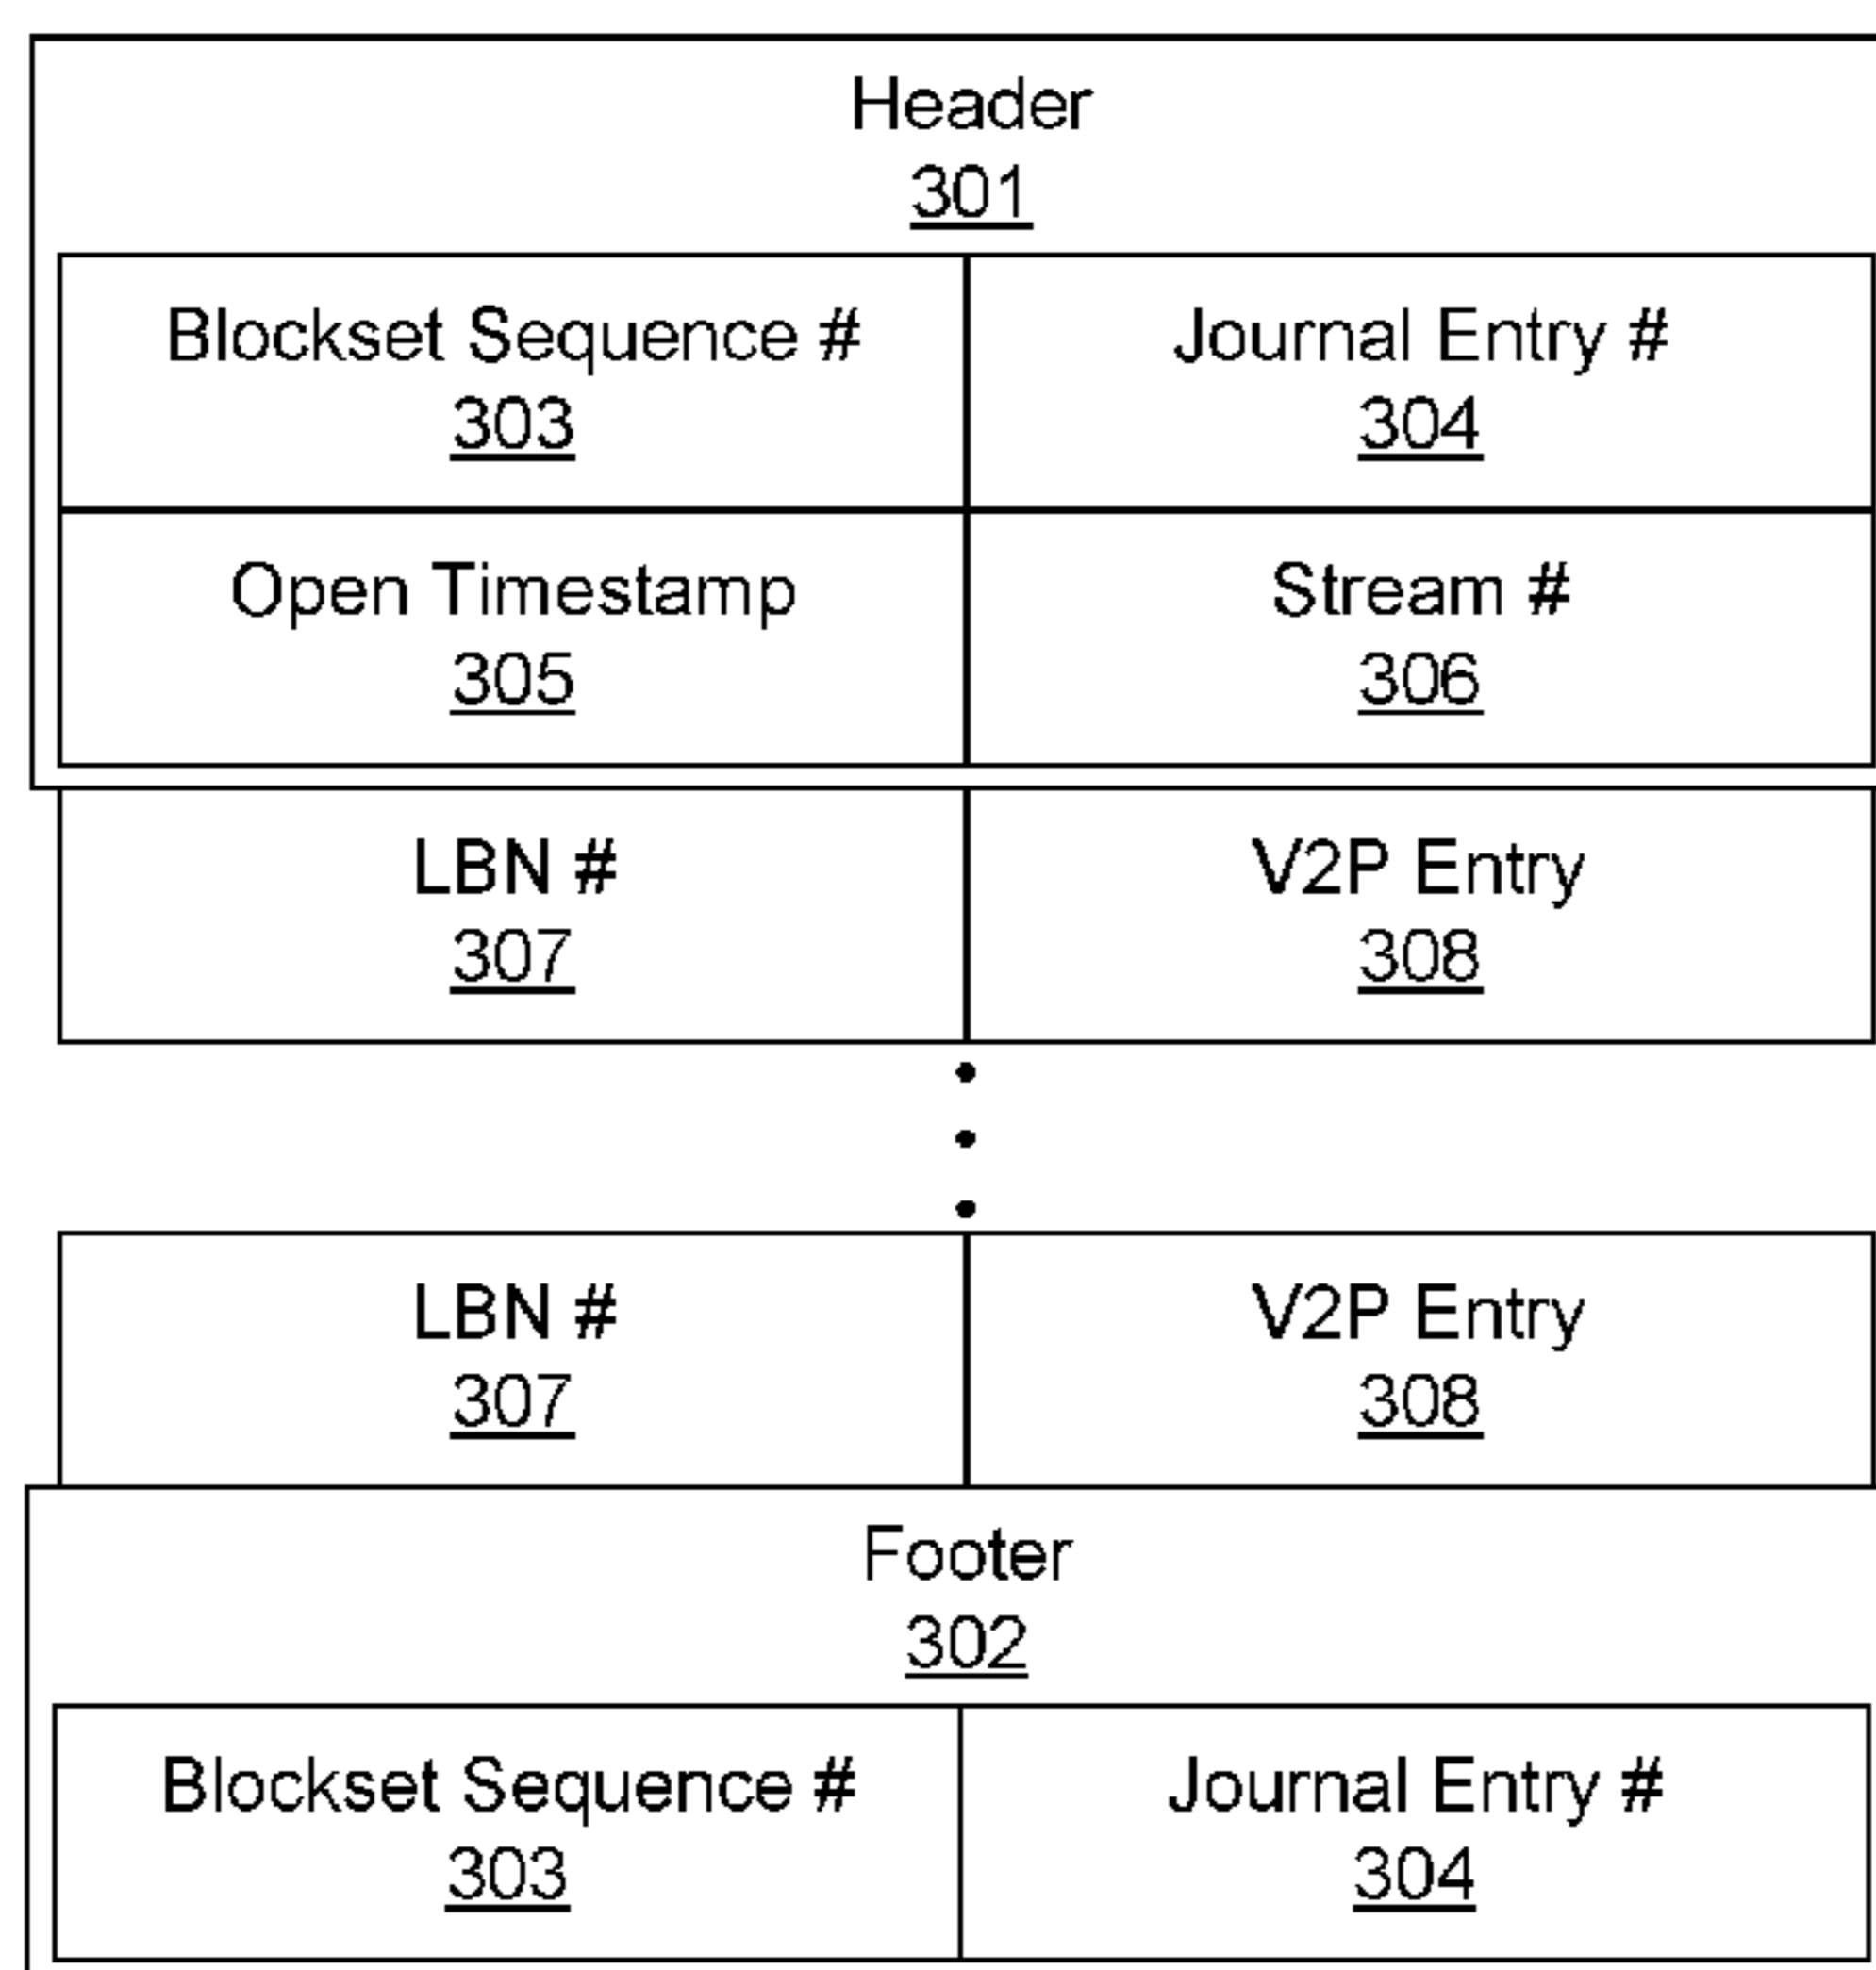 Header
301
Blockset Sequence #
303
Journal Entry #
304
Open Timestamp
305
Stream #
306
LBN #
307
V2P Entry
308
LBN #
307
V2P Entry
308
Footer
302
Blockset Sequence #
303
Journal Entry #
304